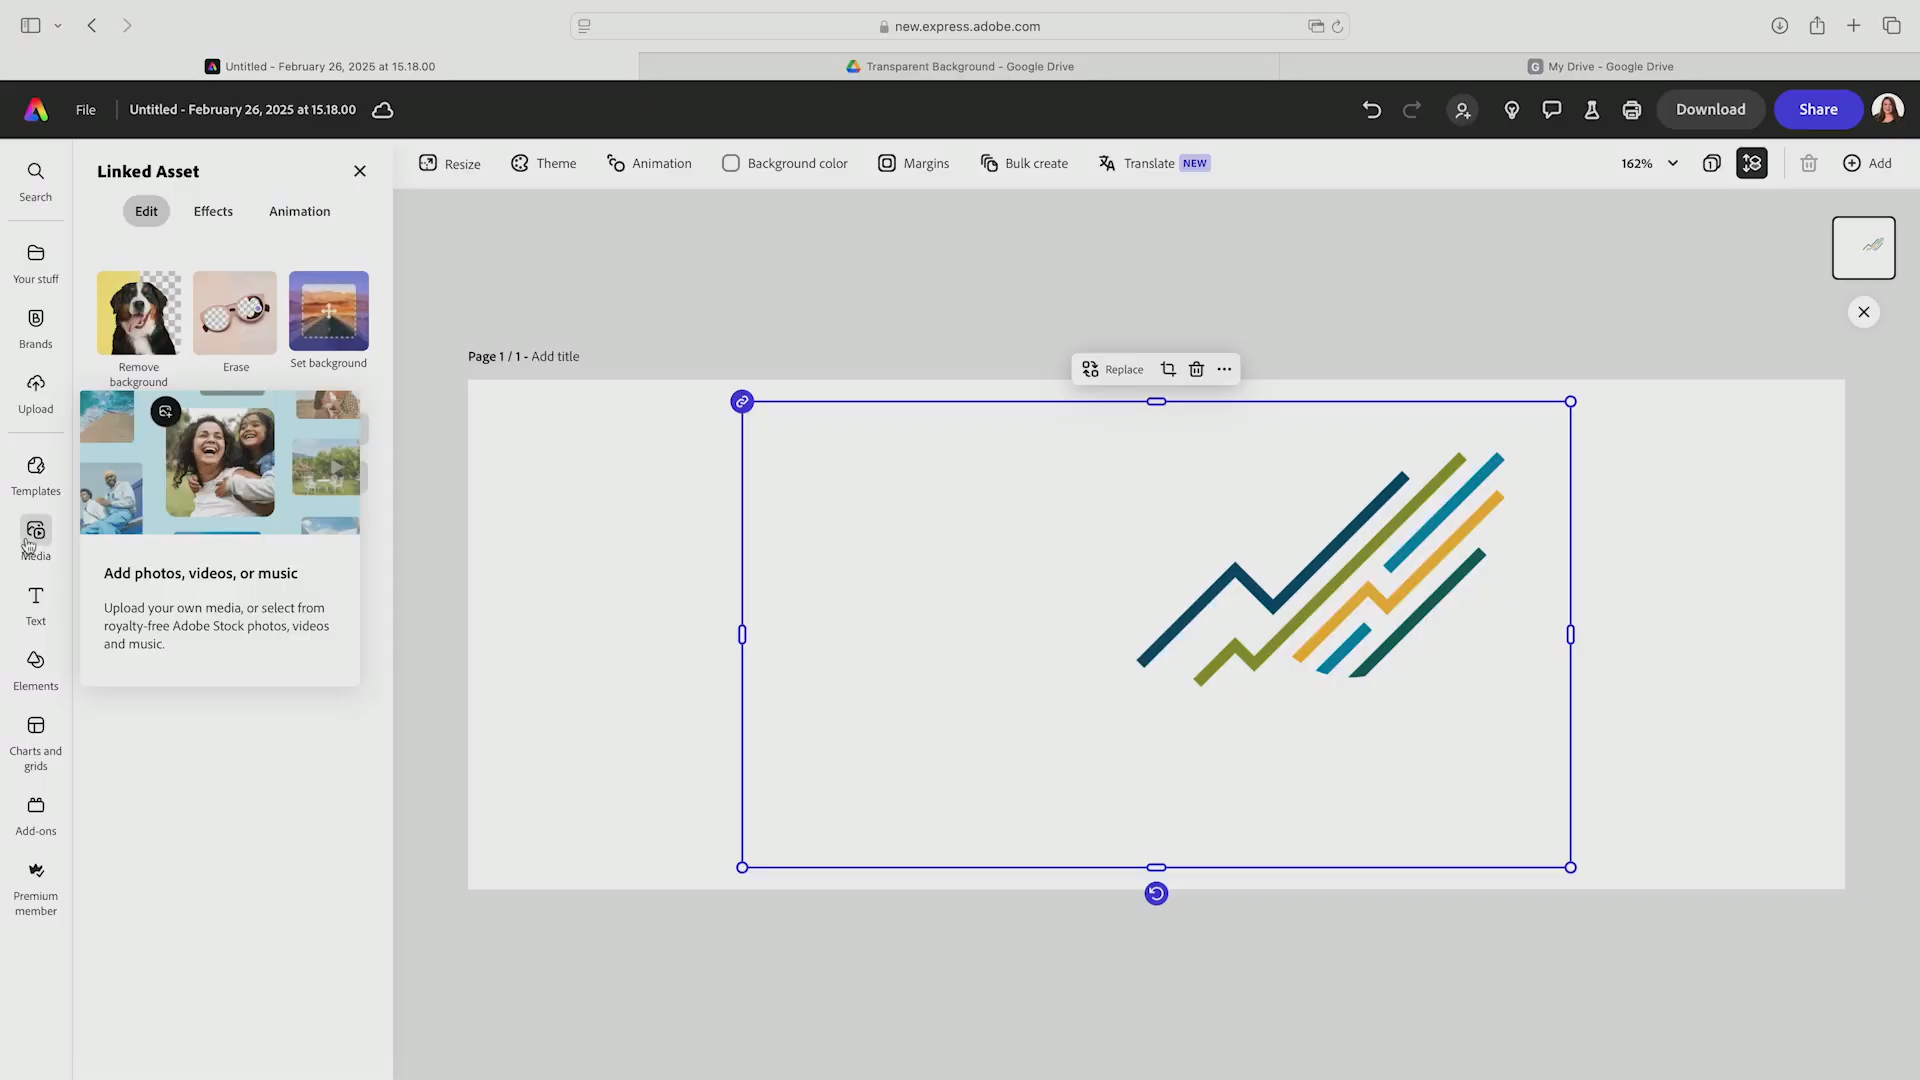 new.express.adobe.com
Untitled - February 26, 2025 at 15.18.00
Transparent Background - Google Drive
My Drive - Google Drive
File
Untitled - February 26, 2025 at 15.18.00
Download
Share
Search
Your stuff
Brands
Upload
Templates
Media
Text
Elements
Charts and
grids
Add-ons
Premium
member
Linked Asset
Edit
Effects
Animation
Remove
background
Erase
Set background
Add photos, videos, or music
Upload your own media, or select from
royalty-free Adobe Stock photos, videos
and music.
Resize
Theme
Animation
Background color
Margins
Bulk create
Translate NEW
162%
1
Add
Page 1 / 1 - Add title
Replace